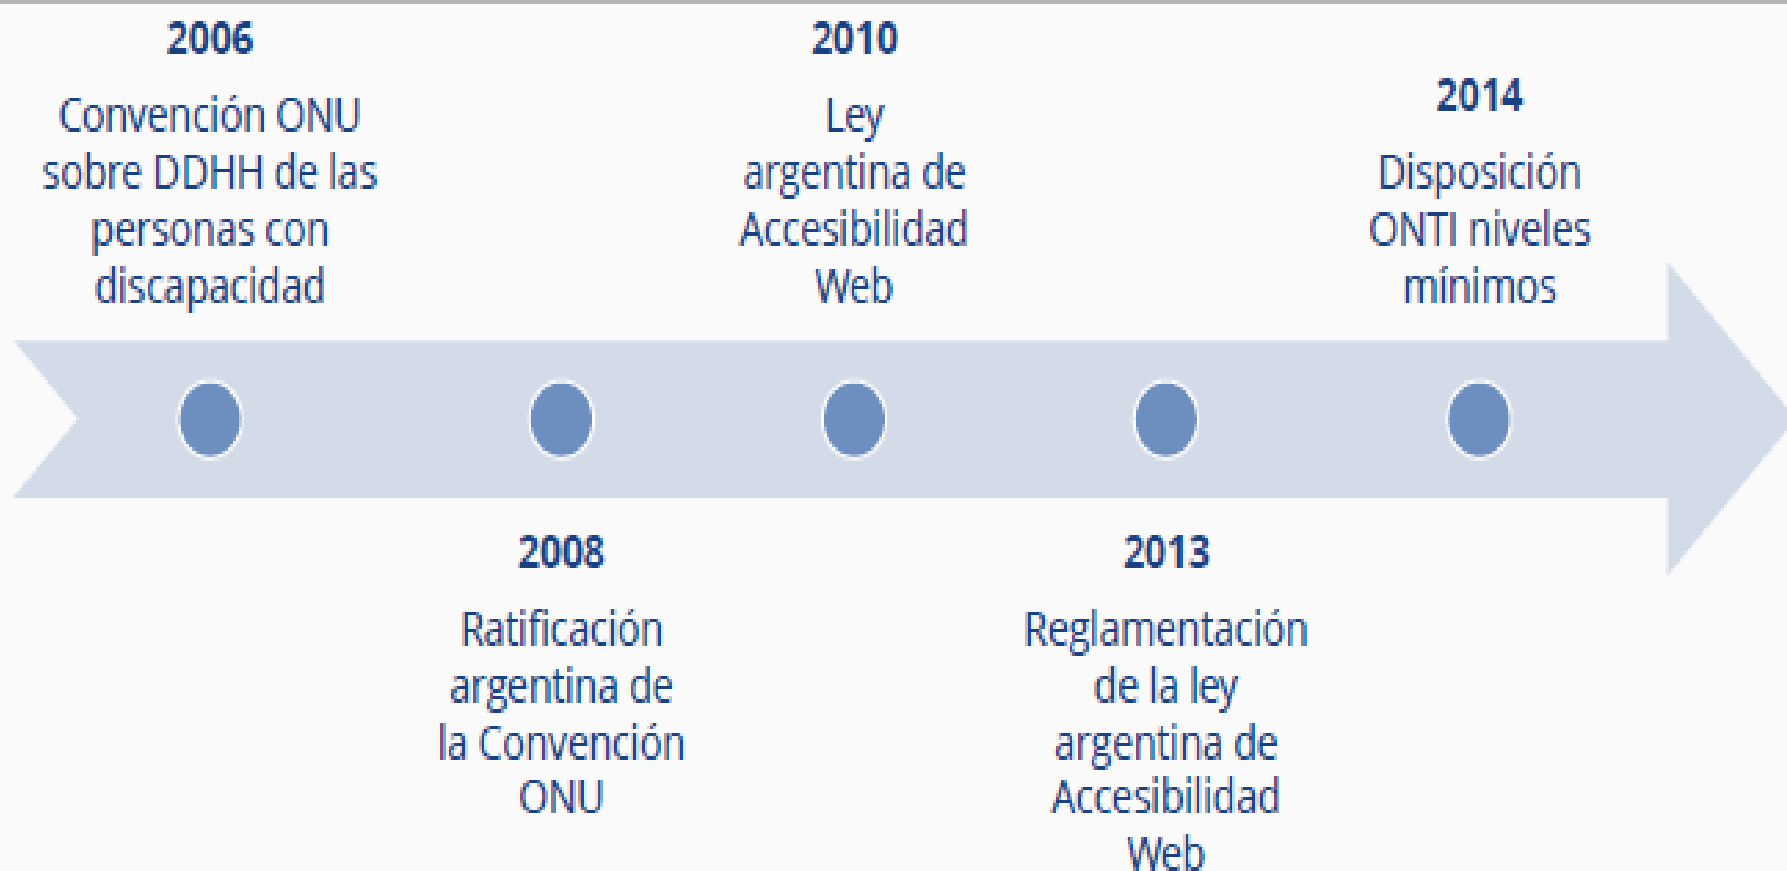 2006
Convención ONU
sobre DDHH de las
personas con
discapacidad
2008
Ratificación
argentina de
la Convención
ONU
2010
Ley
argentina de
Accesibilidad
Web
2013
Reglamentación
de la ley
argentina de
Accesibilidad
Web
2014
Disposición
ONTI niveles
mínimos